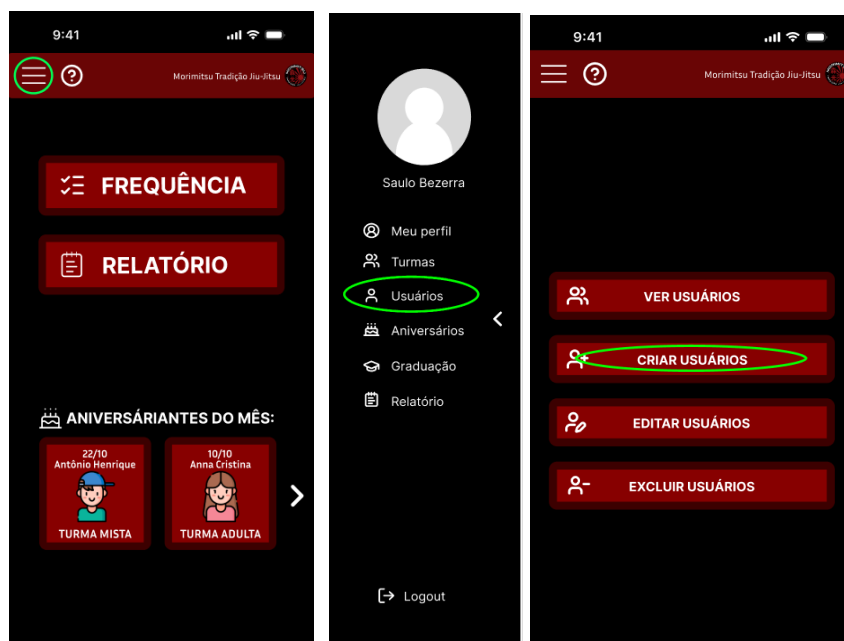 9:41
Morimitsu Tradição Jiu-Jitsu
FREQUÊNCIA
RELATÓRIO
ANIVERSÁRIANTES DO MÊS:
22/10
Antônio Henrique
TURMA MISTA
10/10
Anna Cristina
TURMA ADULTA
Saulo Bezerra
Meu perfil
Turmas
Usuários
Aniversários
Graduação
Relatório
Logout
9:41
Morimitsu Tradição Jiu-Jitsu
VER USUÁRIOS
CRIAR USUÁRIOS
EDITAR USUÁRIOS
EXCLUIR USUÁRIOS